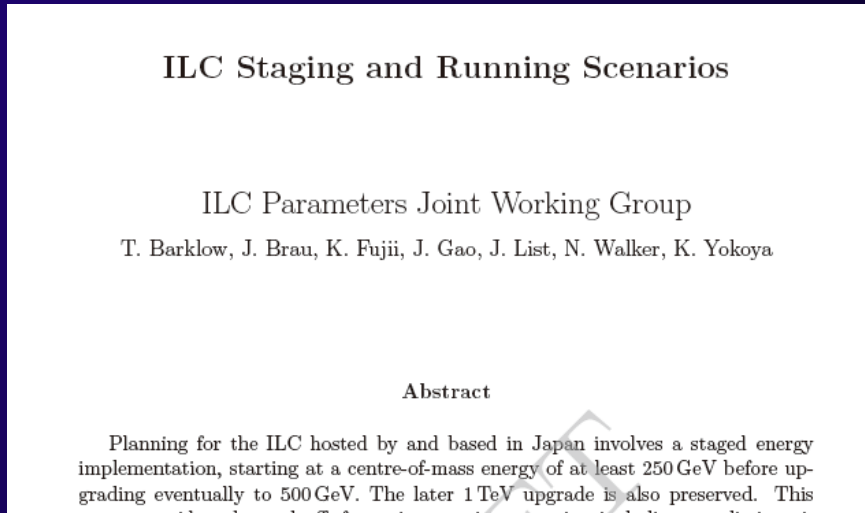 ILC Staging and Running Scenarios
ILC Parameters Joint Working Group
T. Barklow, J. Brau, K. Fujii, J. Gao, J. List, N. Walker, K. Yokoya
Abstract
Planning for the ILC hosted by and based in Japan involves a staged energy
implementation, starting at a centre-of-mass energy of at least 250 GeV before up-
grading eventually to 500 GeV. The later 1 TeV upgrade is also preserved. This